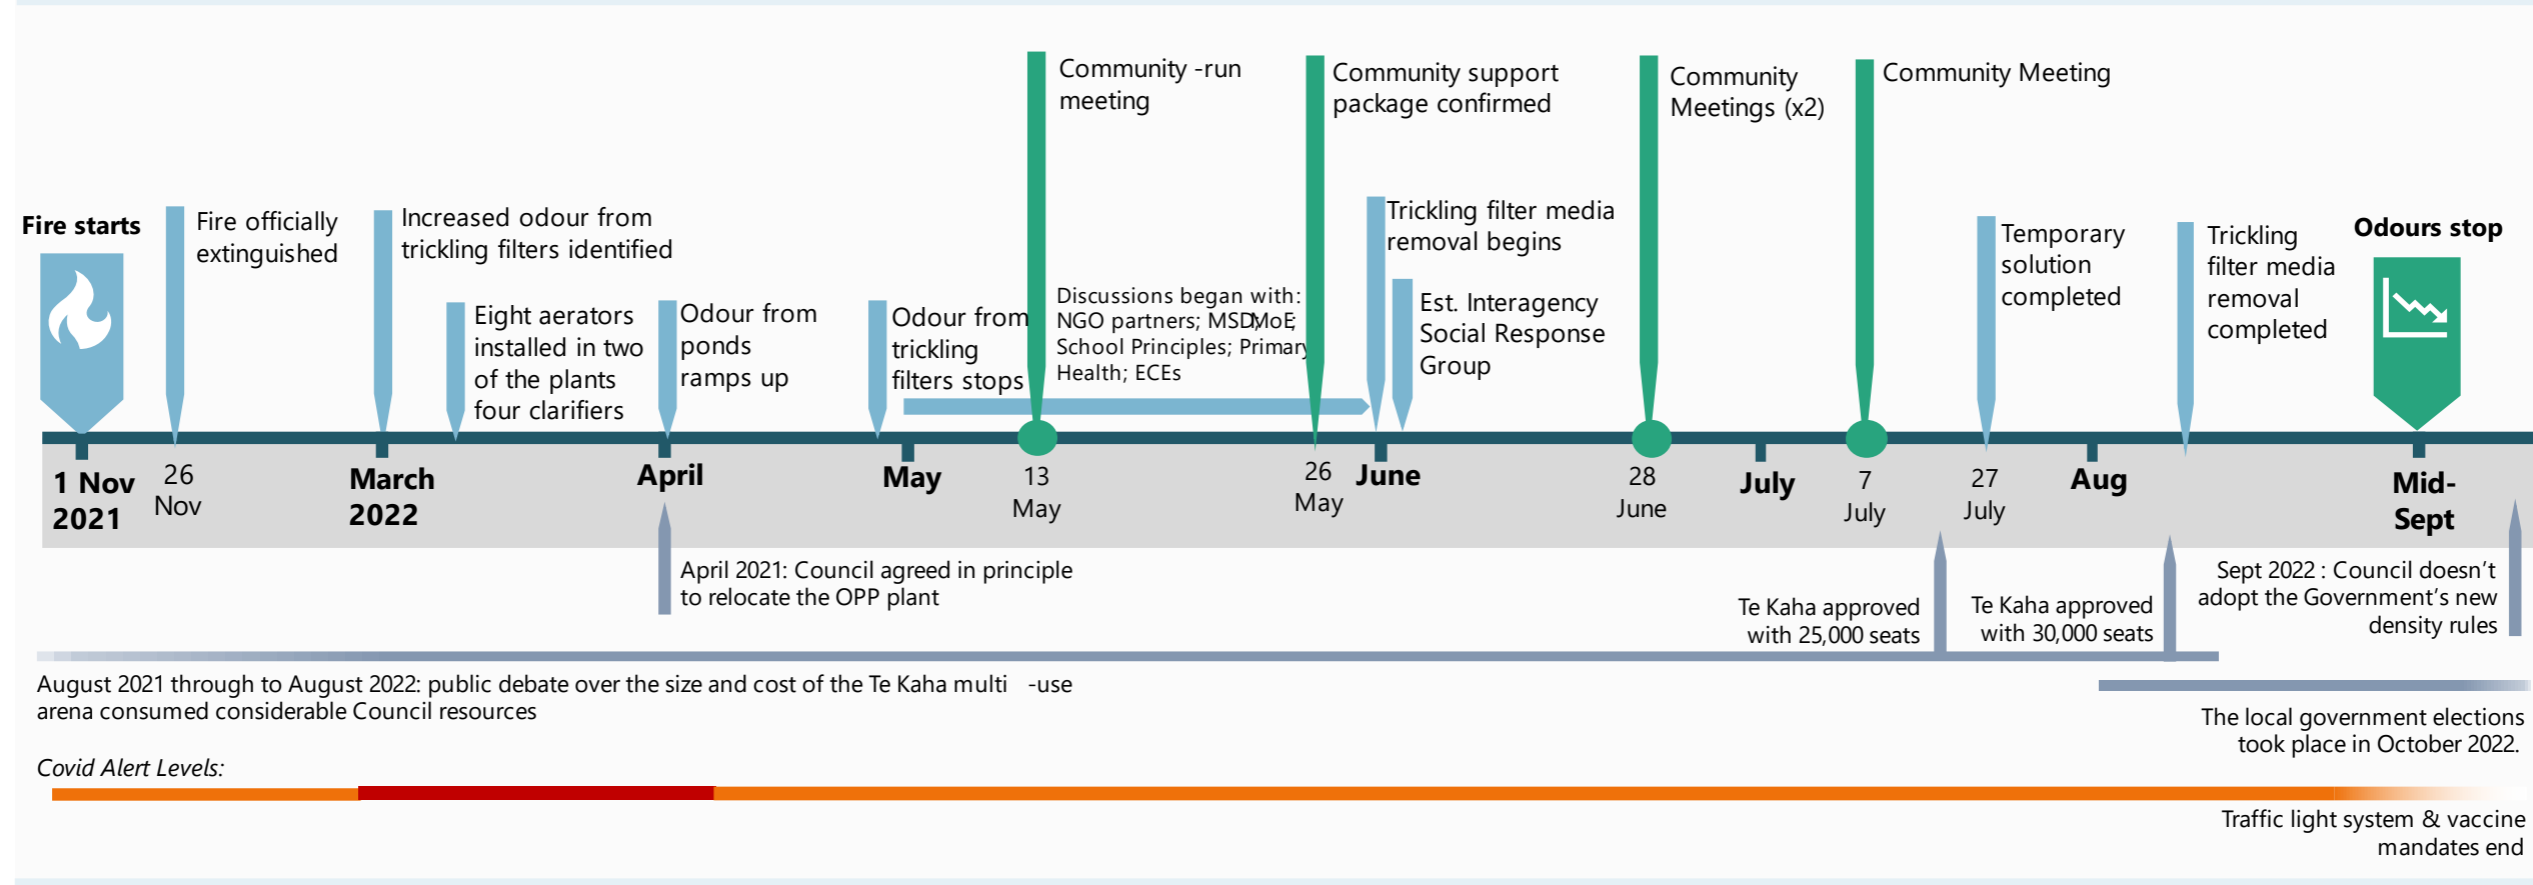 Community -run
meeting
Community support
package confirmed
Community
Meetings (x2)
Community Meeting
Fire starts
Fire officially
extinguished
Increased odour from
trickling filters identified
Eight aerators
installed in two
of the plants
four clarifiers
Odour from
ponds
ramps up
Odour from
trickling
filters stops
Discussions began with:
NGO partners; MSD; MoE;
School Principles; Primary
Health; ECEs
Trickling filter media
removal begins
Est. Interagency
Social Response
Group
Temporary
solution
completed
Trickling
filter media
removal
completed
Odours stop
1 Nov
2021
26
Nov
March
2022
April
May
13
May
26
May
June
28
June
July
7
July
27
July
Aug
Mid-
Sept
April 2021: Council agreed in principle
to relocate the OPP plant
Te Kaha approved
with 25,000 seats
Te Kaha approved
with 30,000 seats
Sept 2022 : Council doesn't
adopt the Government's new
density rules
August 2021 through to August 2022: public debate over the size and cost of the Te Kaha multi -use
arena consumed considerable Council resources
The local government elections
took place in October 2022.
Covid Alert Levels:
Traffic light system & vaccine
mandates end